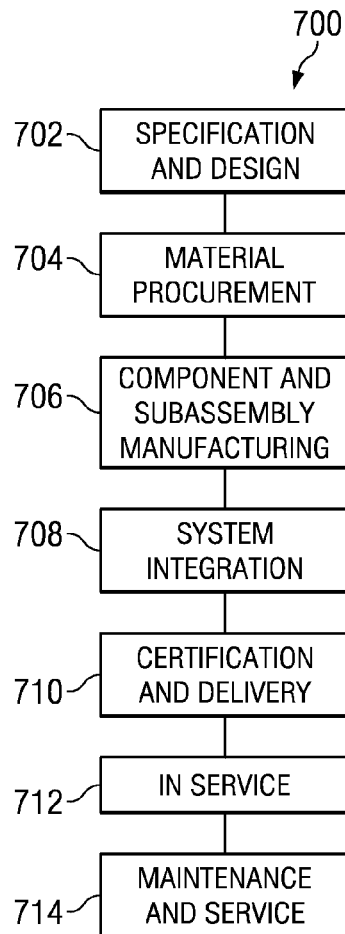 700
702
SPECIFICATION
AND DESIGN
704
MATERIAL
PROCUREMENT
706
COMPONENT AND
SUBASSEMBLY
MANUFACTURING
708
SYSTEM
INTEGRATION
710
CERTIFICATION
AND DELIVERY
712
IN SERVICE
714
MAINTENANCE
AND SERVICE